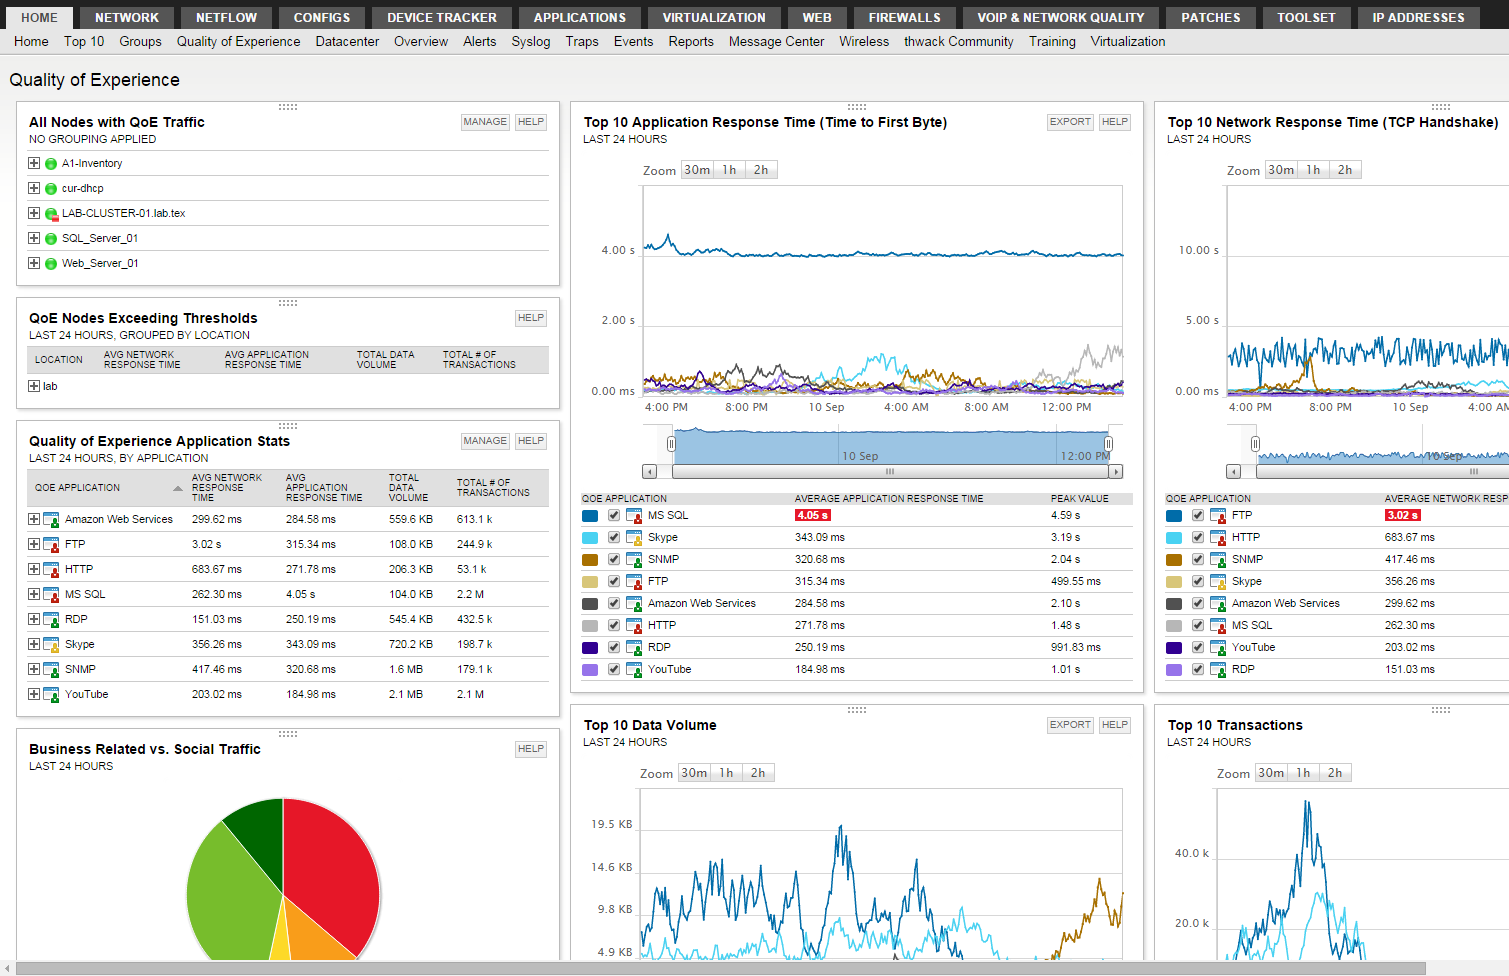 HOME NETWORK NETFLOW CONFIGS DEVICE TRACKER APPLICATIONS VIRTUALIZATION WEB FIREWALLS VOIP & NETWORK QUALITY PATCHES TOOLSET IP ADDRESSES
Home Top 10 Groups Quality of Experience Datacenter Overview Alerts Syslog Traps Events Reports Message Center Wireless thwack Community Training Virtualization
Quality of Experience
All Nodes with QoE Traffic MANAGE HELP
NO GROUPING APPLIED
A1-Inventory
cur-dhcp
LAB-CLUSTER-01.lab.tex
SQL_Server_01
Web_Server_01
QoE Nodes Exceeding Thresholds HELP
LAST 24 HOURS, GROUPED BY LOCATION
LOCATION AVG NETWORK RESPONSE TIME AVG APPLICATION RESPONSE TIME TOTAL DATA VOLUME TOTAL # OF TRANSACTIONS
lab
Quality of Experience Application Stats MANAGE HELP
LAST 24 HOURS, BY APPLICATION
QOE APPLICATION AVG NETWORK RESPONSE TIME AVG APPLICATION RESPONSE TIME TOTAL DATA VOLUME TOTAL # OF TRANSACTIONS
Amazon Web Services 299.62 ms 284.58 ms 559.6 KB 613.1 k
FTP 3.02 s 315.34 ms 108.0 KB 244.9 k
HTTP 683.67 ms 271.78 ms 206.3 KB 53.1 k
MS SQL 262.30 ms 4.05 s 104.0 KB 2.2 M
RDP 151.03 ms 250.19 ms 545.4 KB 432.5 k
Skype 356.26 ms 343.09 ms 720.2 KB 198.7 k
SNMP 417.46 ms 320.68 ms 1.6 MB 179.1 k
YouTube 203.02 ms 184.98 ms 2.1 MB 2.1 M
Business Related vs. Social Traffic HELP
LAST 24 HOURS
Top 10 Application Response Time (Time to First Byte) EXPORT HELP
LAST 24 HOURS
Zoom 30m 1h 2h
4.00 s
2.00 s
0.00 ms
4:00 PM 8:00 PM 10 Sep 4:00 AM 8:00 AM 12:00 PM
10 Sep 12:00 PM
QOE APPLICATION AVERAGE APPLICATION RESPONSE TIME PEAK VALUE
MS SQL 4.05 s 4.59 s
Skype 343.09 ms 3.19 s
SNMP 320.68 ms 2.04 s
FTP 315.34 ms 499.55 ms
Amazon Web Services 284.58 ms 2.10 s
HTTP 271.78 ms 1.48 s
RDP 250.19 ms 991.83 ms
YouTube 184.98 ms 1.01 s
Top 10 Data Volume EXPORT HELP
LAST 24 HOURS
Zoom 30m 1h 2h
19.5 KB
14.6 KB
9.8 KB
4.9 KB
Top 10 Network Response Time (TCP Handshake)
LAST 24 HOURS
Zoom 30m 1h 2h
10.00 s
5.00 s
0.00 ms
4:00 PM 8:00 PM 10 Sep 4:00 AM
10 Sep
QOE APPLICATION AVERAGE NETWORK RESP
FTP 3.02 s
HTTP 683.67 ms
SNMP 417.46 ms
Skype 356.26 ms
Amazon Web Services 299.62 ms
MS SQL 262.30 ms
YouTube 203.02 ms
RDP 151.03 ms
Top 10 Transactions
LAST 24 HOURS
Zoom 30m 1h 2h
40.0 k
20.0 k